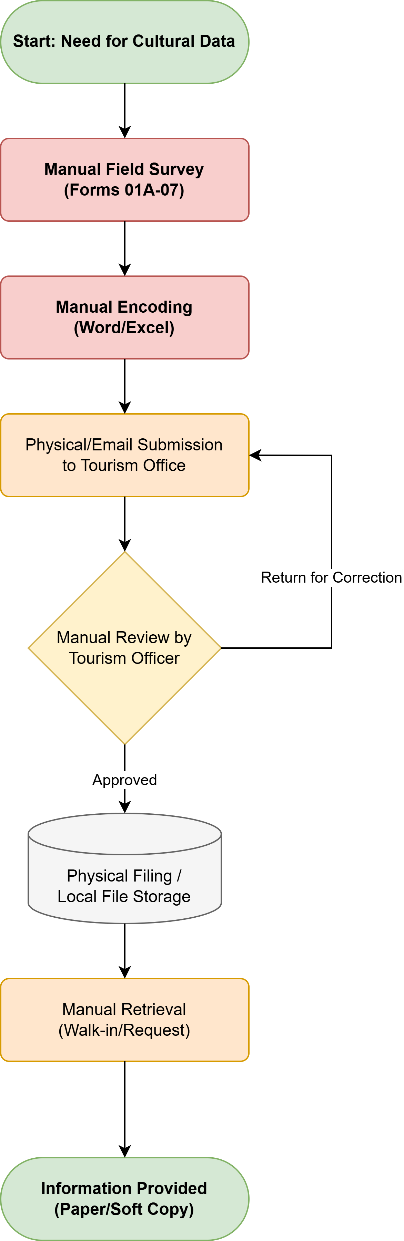 Start: Need for Cultural Data
Manual Field Survey
(Forms 01A-07)
Manual Encoding
(Word/Excel)
Physical/Email Submission
to Tourism Office
Return for Correction
Manual Review by
Tourism Officer
Approved
Physical Filing /
Local File Storage
Manual Retrieval
(Walk-in/Request)
Information Provided
(Paper/Soft Copy)